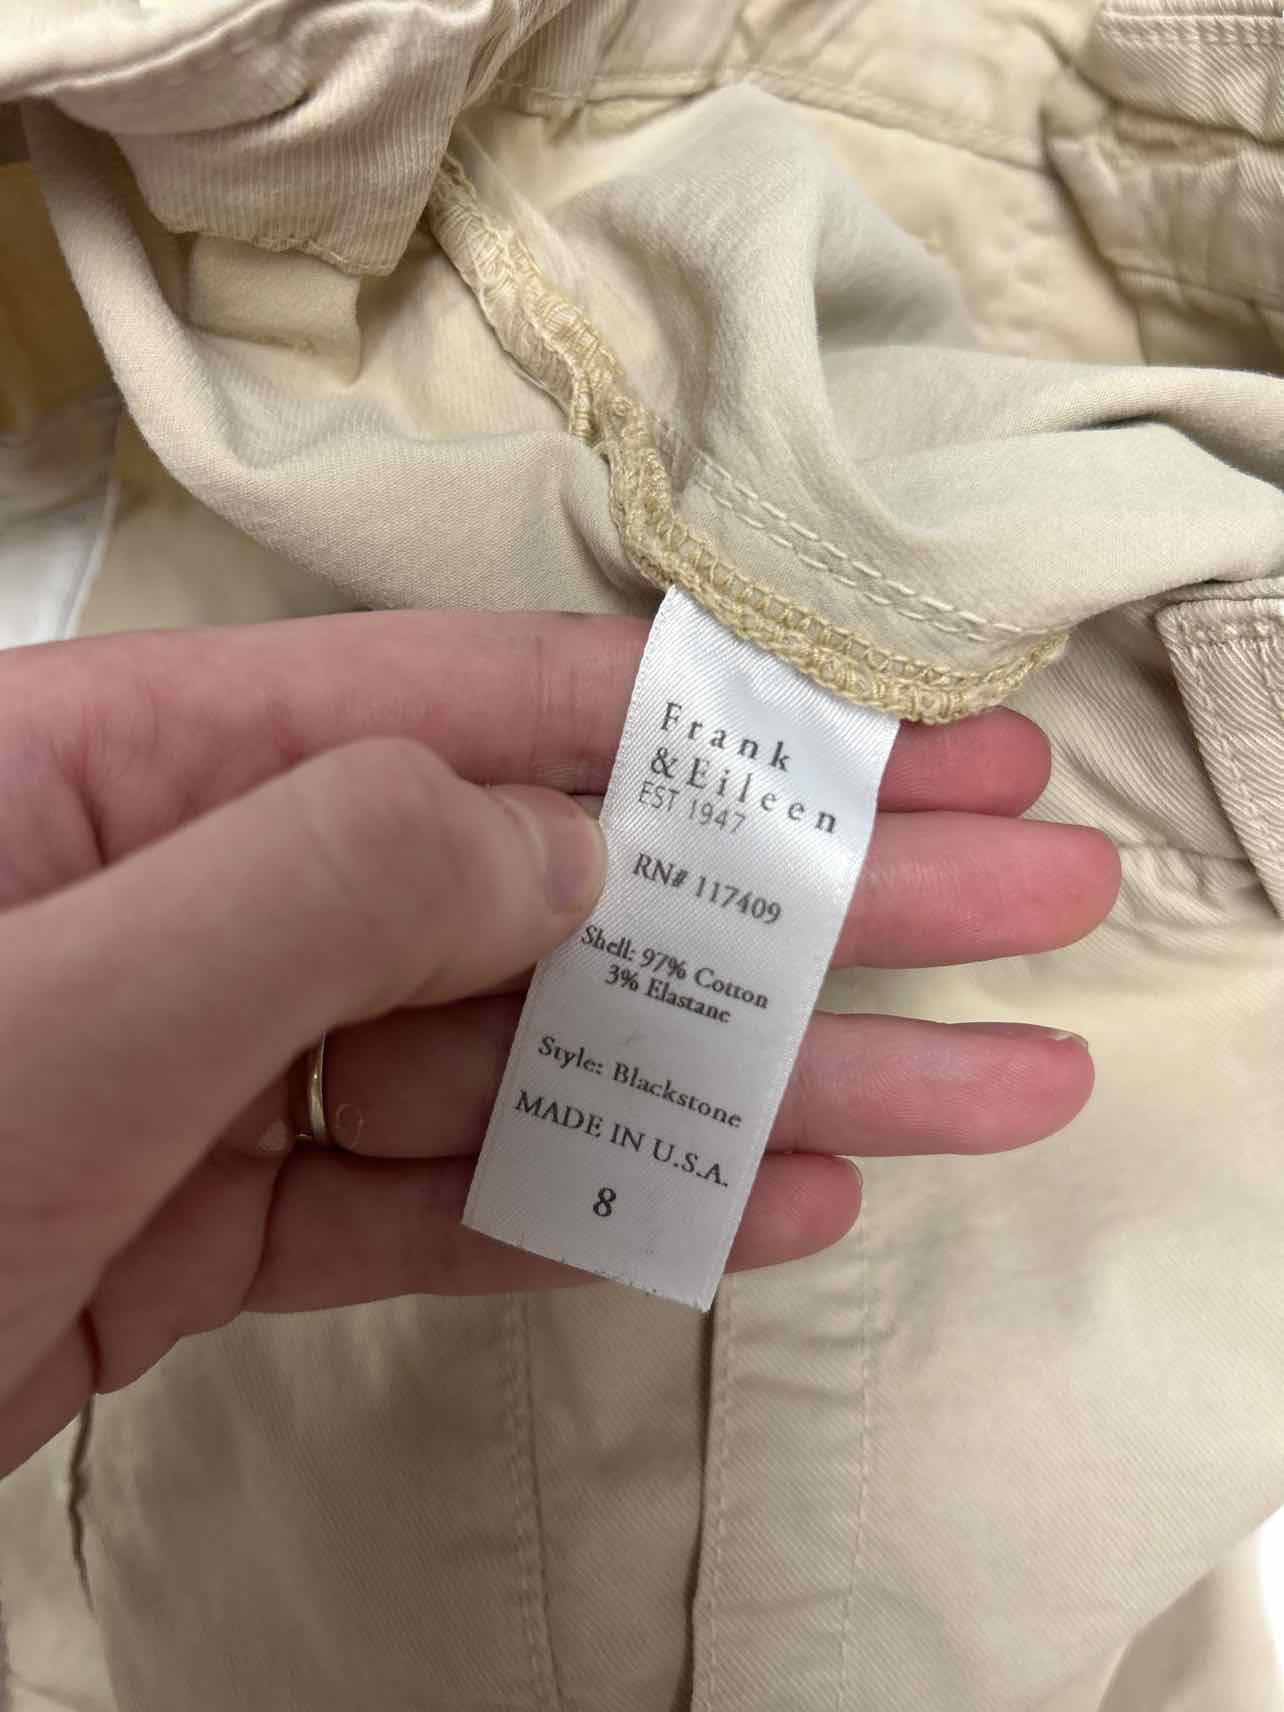 Frank
&Eileen
EST 1947
RN# 117409
Shell: 97% Cotton
3% Elastane
Style: Blackstone
MADE IN U.S.A.
8